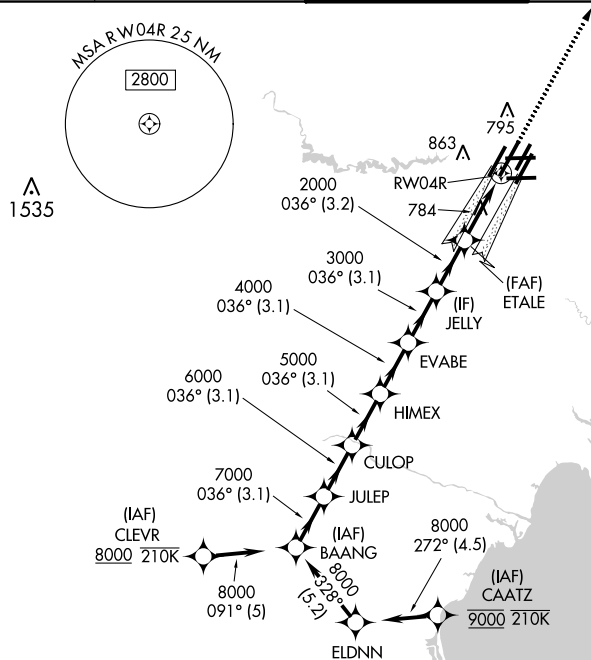 MSA RW04R 25 NM
2800
1535
863
795
RW04R
784
2000
036° (3.2)
(FAF)
ETALE
3000
036° (3.1)
(IF)
JELLY
4000
036° (3.1)
EVABE
5000
036° (3.1)
HIMEX
6000
036° (3.1)
CULOP
7000
036° (3.1)
JULEP
(IAF)
CLEVR
8000 210K
(IAF)
BAANG
8000
091° (5)
8000
328°
(5.2)
8000
272° (4.5)
(IAF)
CAATZ
9000 210K
ELDNN